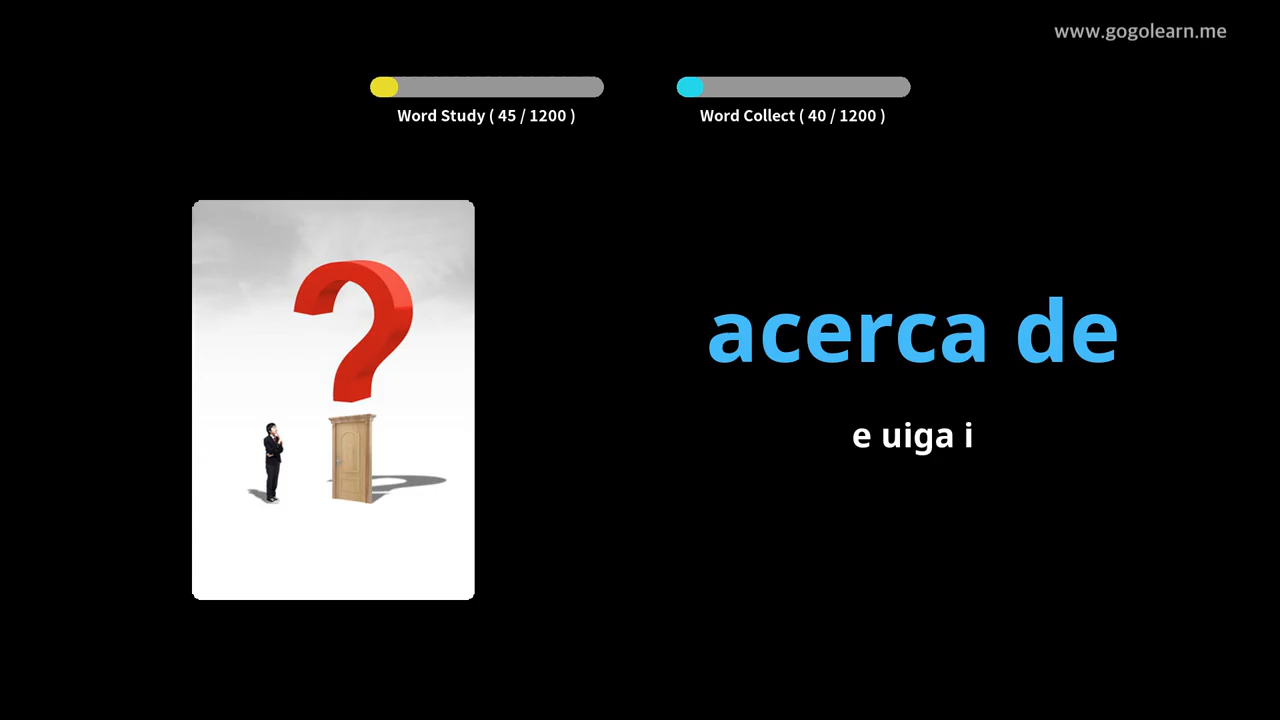 www.gogolearn.me
Word Study ( 45 / 1200 )
Word Collect ( 40 / 1200 )
acerca de
e uiga i